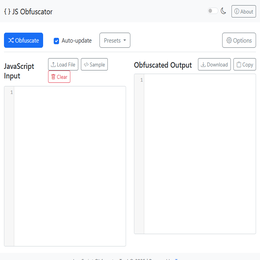 { } JS Obfuscator
About
Obfuscate
Auto-update
Presets
Options
JavaScript
Input
Load File
Sample
Clear
Obfuscated Output
Download
Copy
1
1